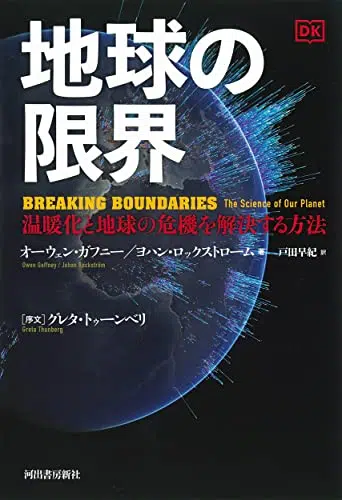 DK
地球の
限界
BREAKING BOUNDARIES The Science of Our Planet
温暖化と地球の危機を解決する方法
オーウェン・ガフニー／ヨハン・ロックストローム 著 戸田早紀 訳
Owen Gaffney / Johan Rockström
[序文]グレタ・トゥーンベリ
Greta Thunberg
河出書房新社